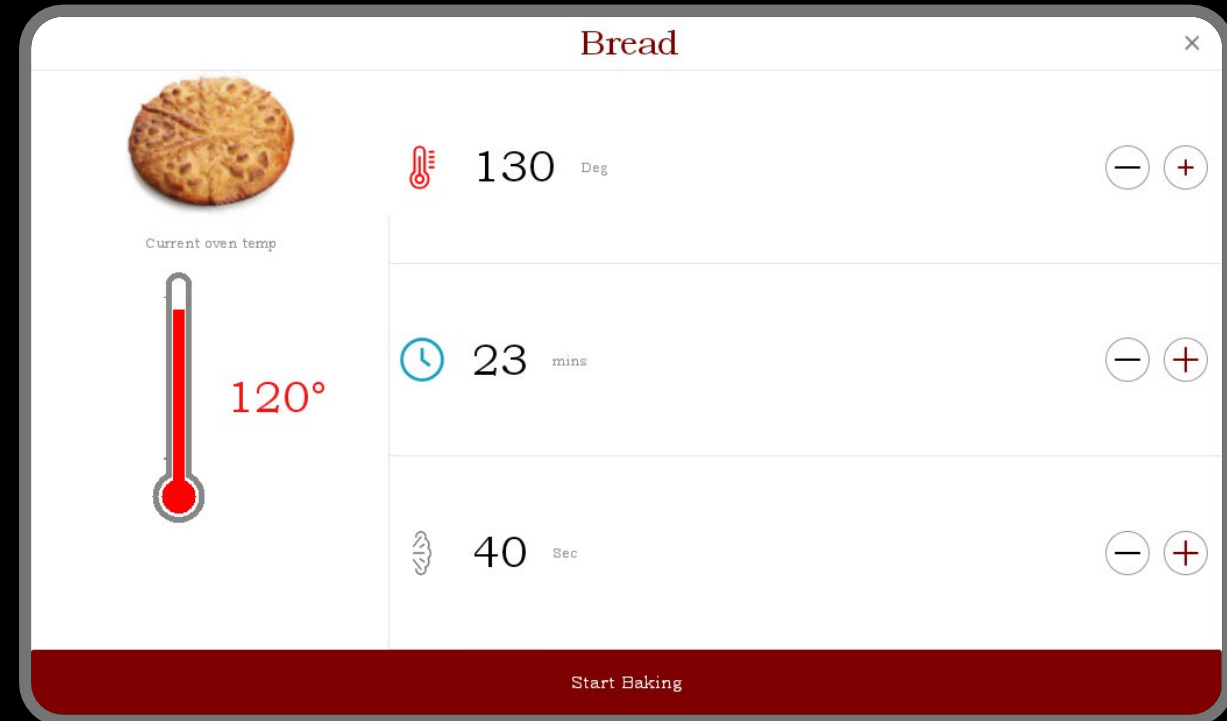 Bread
Current oven temp
120°
130 Deg
23 mins
40 Sec
Start Baking